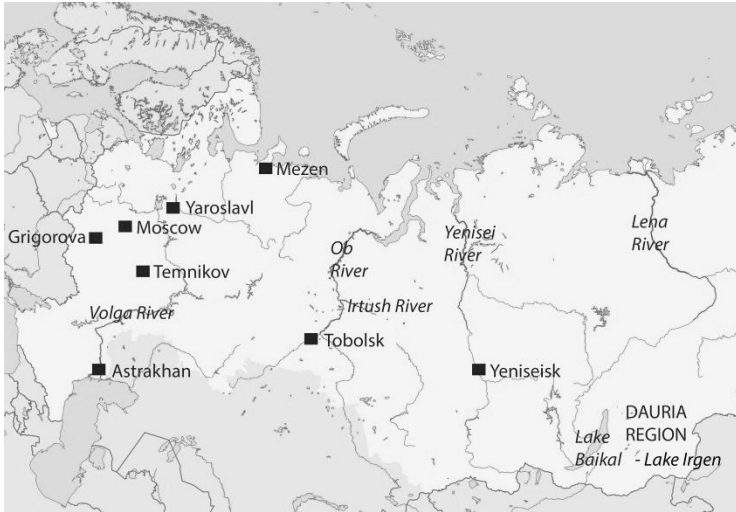 Mezen
Yaroslavl
Moscow
Grigorova
Temnikov
Volga River
Astrakhan
Ob
River
Irtush River
Tobolsk
Yenisei
River
Yeniseisk
Lena
River
DAURIA
REGION
Lake
Baikal
- Lake Irgen